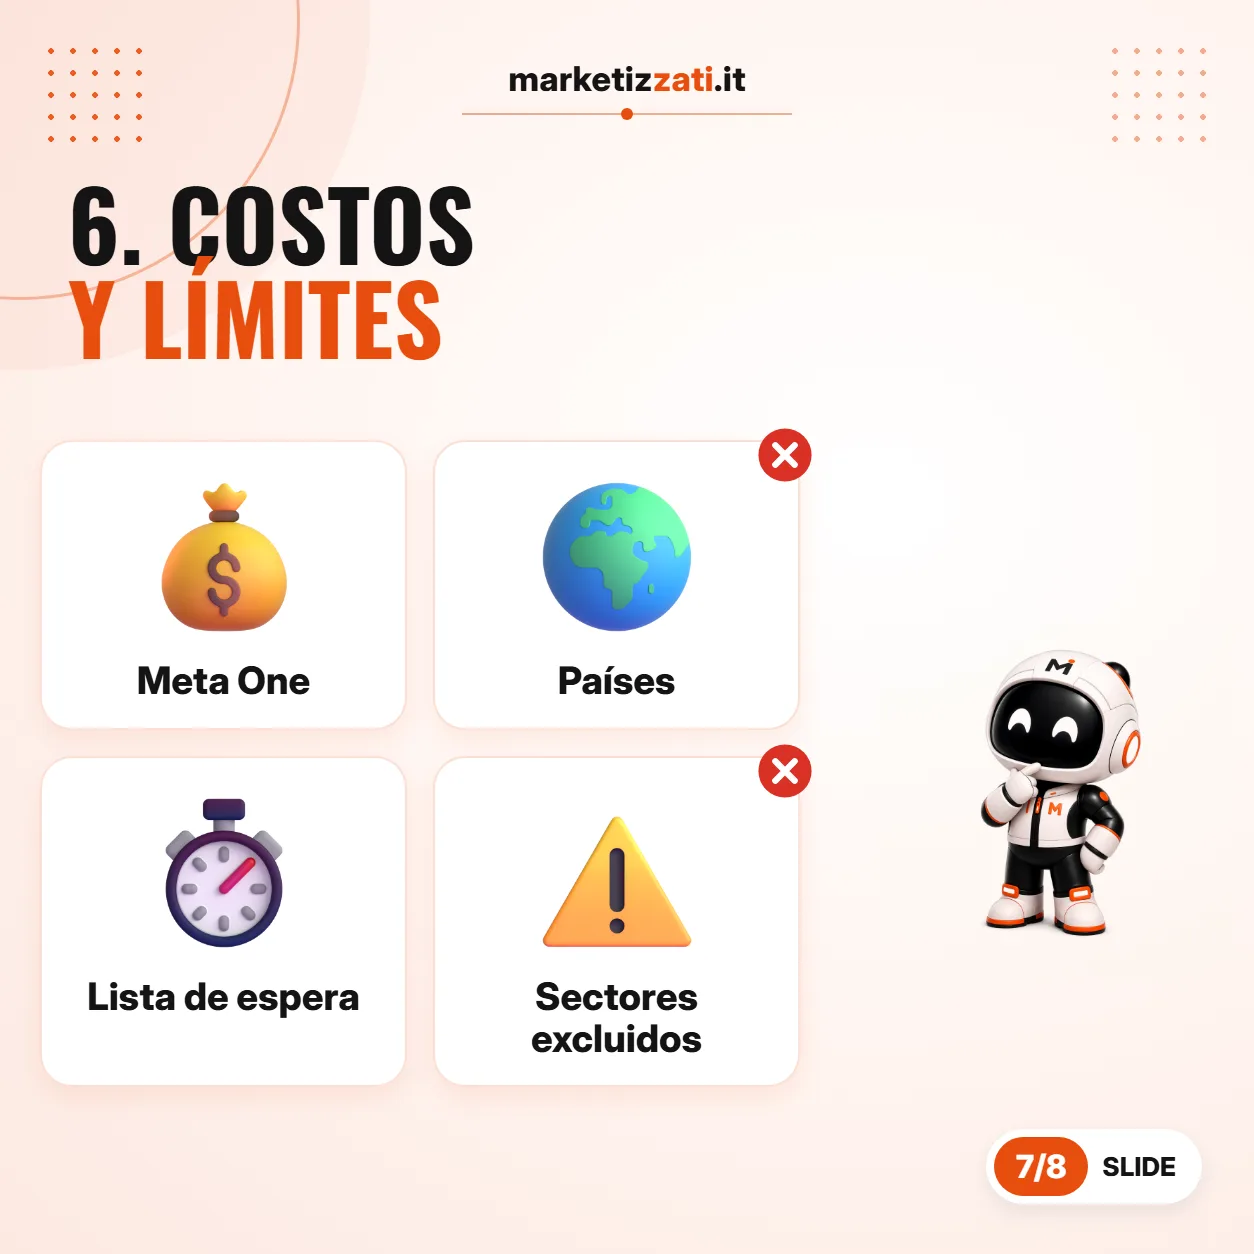 marketizzati.it
6. COSTOS
Y LÍMITES
$
Meta One
Países
Lista de espera
Sectores
excluidos
M
M
7/8 SLIDE